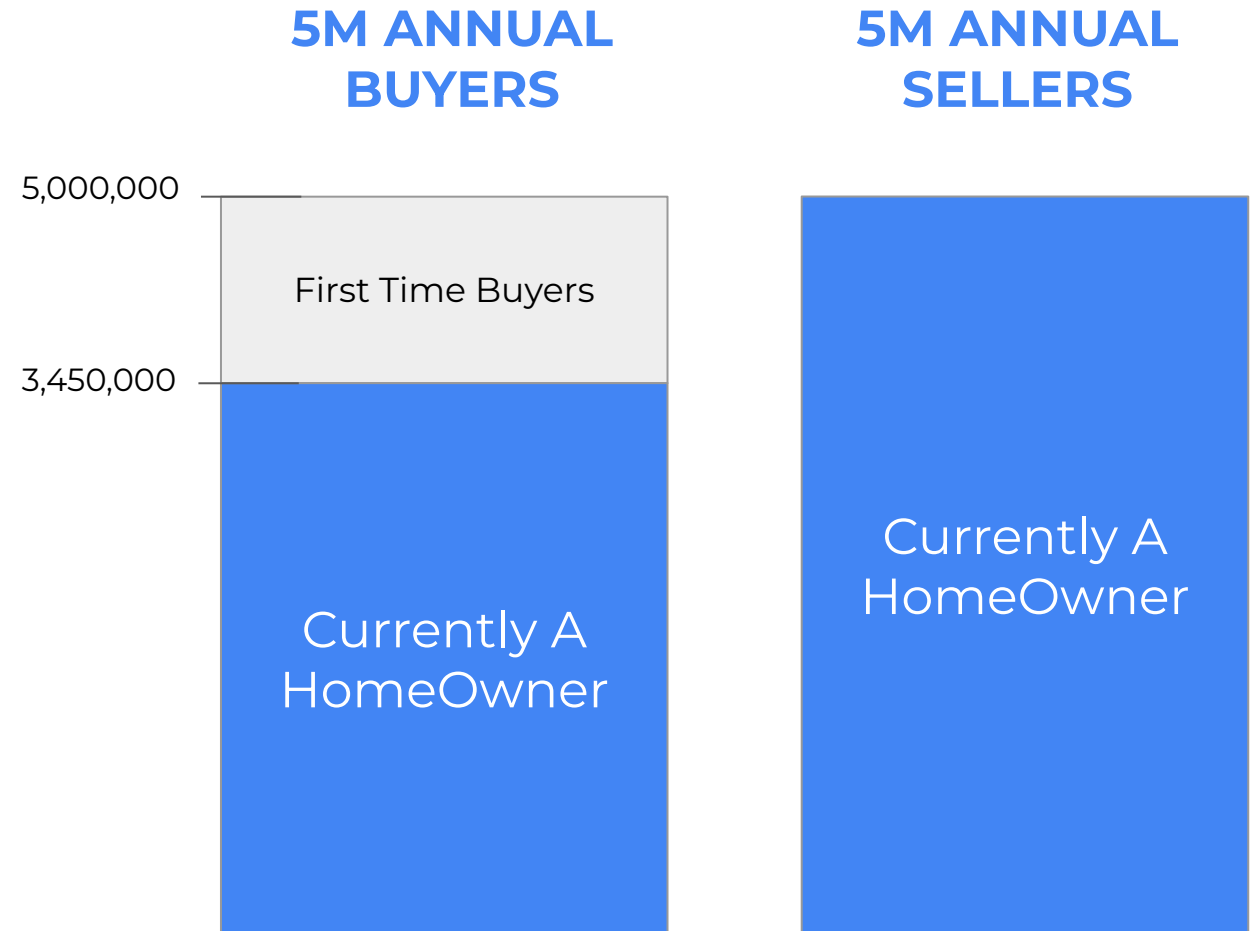 5M ANNUAL
BUYERS
5M ANNUAL
SELLERS
5,000,000
First Time Buyers
3,450,000
Currently A
HomeOwner
Currently A
HomeOwner